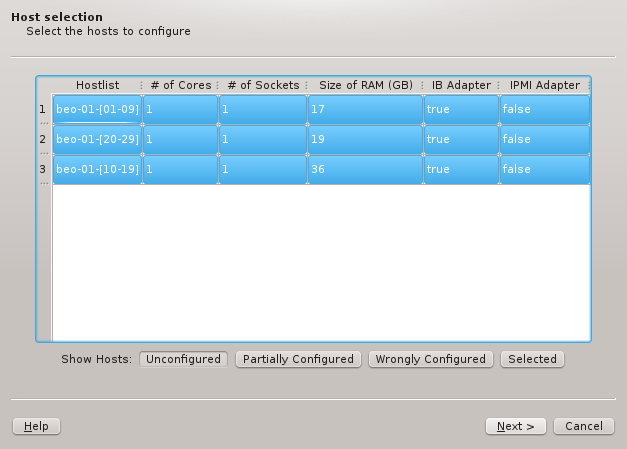 Host selection
Select the hosts to configure
Hostlist # of Cores # of Sockets Size of RAM (GB) IB Adapter IPMI Adapter
1 beo-01-[01-09] 1 1 17 true false
2 beo-01-[20-29] 1 1 19 true false
3 beo-01-[10-19] 1 1 36 true false
Show Hosts: Unconfigured Partially Configured Wrongly Configured Selected
Help Next > Cancel